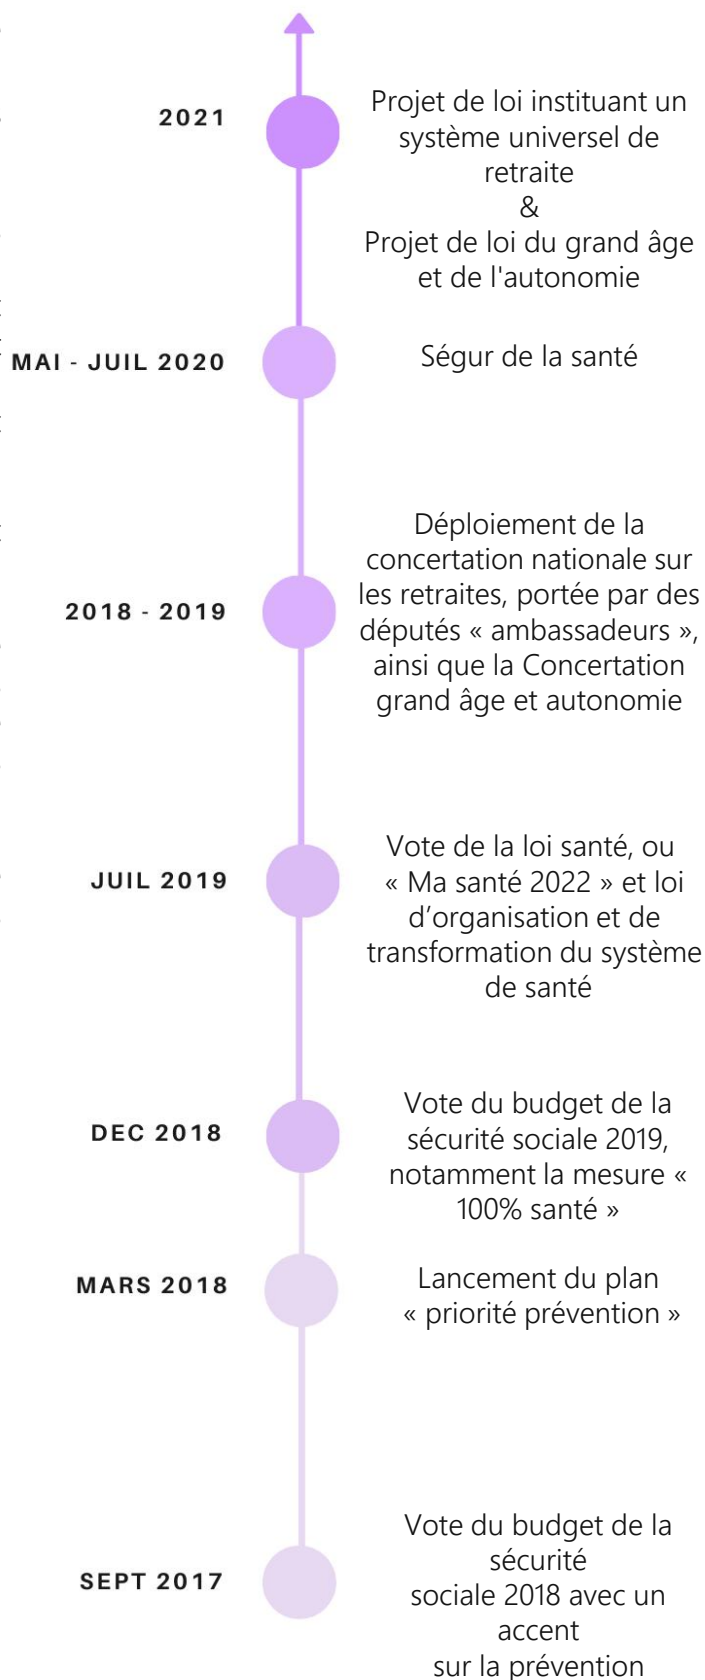 2021
Projet de loi instituant un
système universel de
retraite
&
Projet de loi du grand âge
et de l'autonomie
MAI - JUIL 2020
Ségur de la santé
2018 - 2019
Déploiement de la
concertation nationale sur
les retraites, portée par des
députés « ambassadeurs »,
ainsi que la Concertation
grand âge et autonomie
JUIL 2019
Vote de la loi santé, ou
« Ma santé 2022 » et loi
d’organisation et de
transformation du système
de santé
DEC 2018
Vote du budget de la
sécurité sociale 2019,
notamment la mesure «
100% santé »
MARS 2018
Lancement du plan
« priorité prévention »
SEPT 2017
Vote du budget de la
sécurité
sociale 2018 avec un
accent
sur la prévention